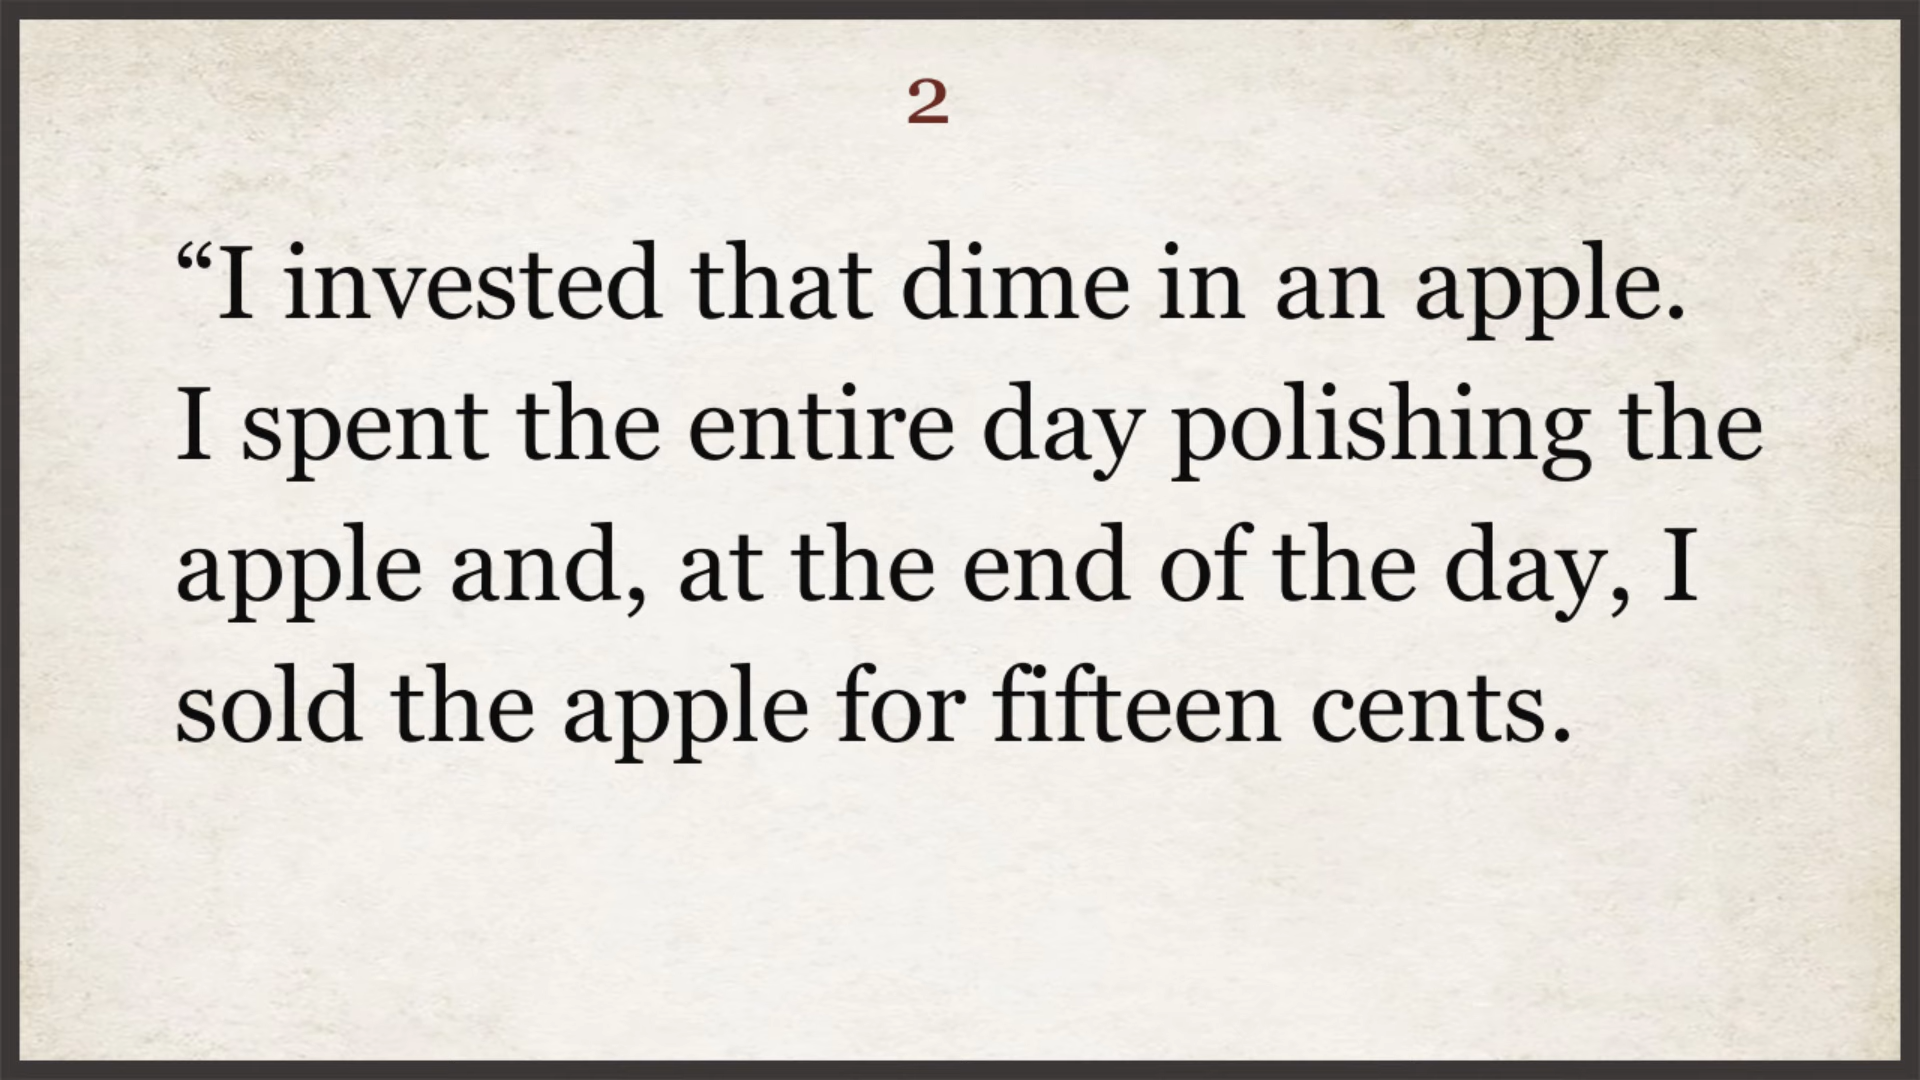 2
“I invested that dime in an apple.
I spent the entire day polishing the
apple and, at the end of the day, I
sold the apple for fifteen cents.